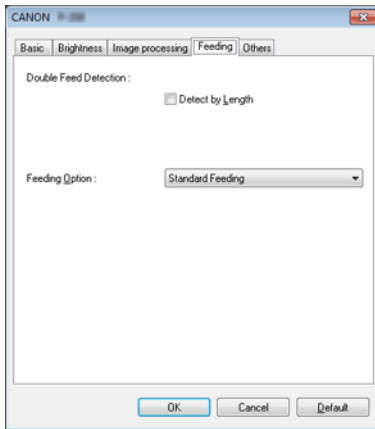 CANON
Basic Brightness Image processing Feeding Others
Double Feed Detection :
Detect by Length
Feeding Option : Standard Feeding
OK Cancel Default